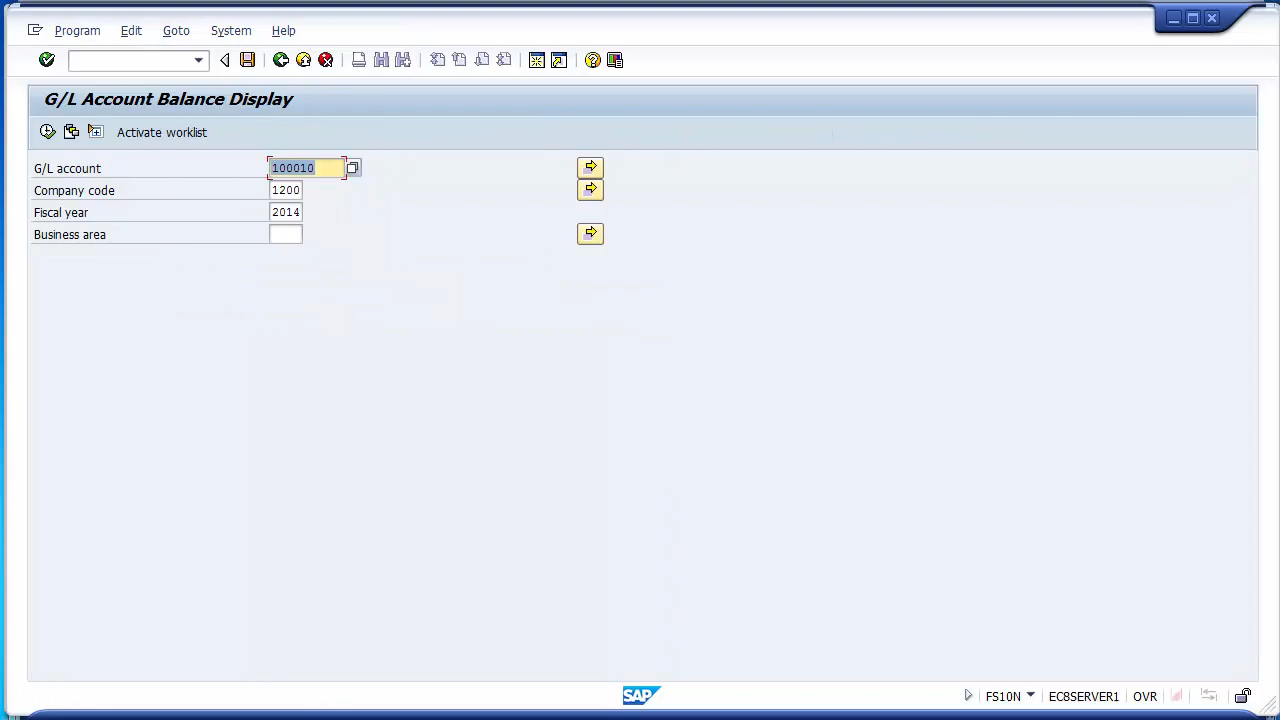 Program Edit Goto System Help
G/L Account Balance Display
Activate worklist
G/L account 100010
Company code 1200
Fiscal year 2014
Business area
SAP FS10N EC8SERVER1 OVR